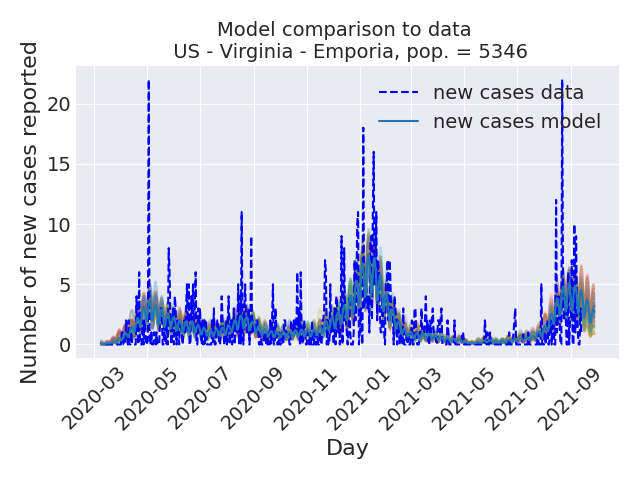 Model comparison to data
US - Virginia - Emporia, pop. = 5346
new cases data
new cases model
Number of new cases reported
20
15
10
5
0
2020-03
2020-05
2020-07
2020-09
2020-11
2021-01
2021-03
2021-05
2021-07
2021-09
Day